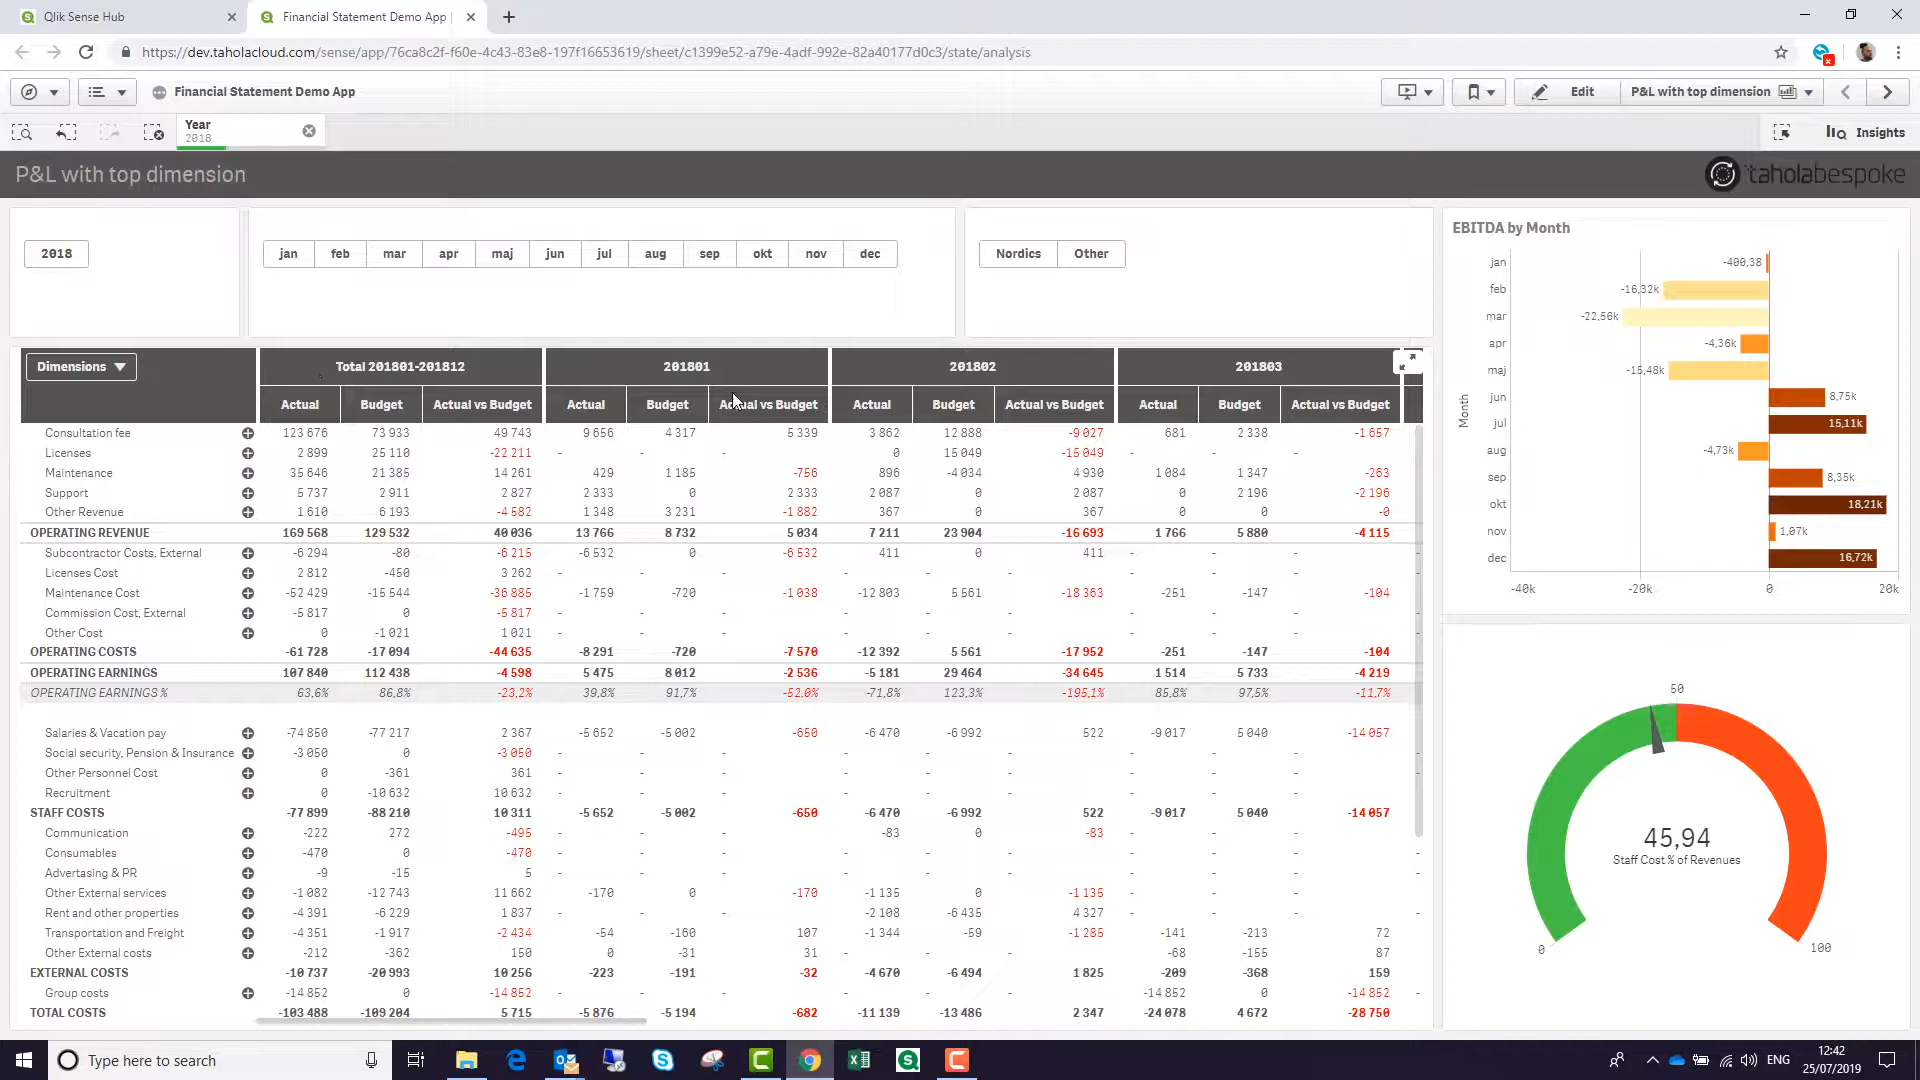 Qlik Sense Hub
Financial Statement Demo App
https://dev.taholacloud.com/sense/app/76ca8c2f-f60e-4c43-83e8-197f16653619/sheet/c1399e52-a79e-4adf-992e-82a40177d0c3/state/analysis
Financial Statement Demo App
Edit
P&L with top dimension
Year
2018
Insights
P&L with top dimension
taholabespoke
2018
jan feb mar apr maj jun jul aug sep okt nov dec
Nordics Other
Dimensions Total 201801-201812 201801 201802 201803
Actual Budget Actual vs Budget Actual Budget Actual vs Budget Actual Budget Actual vs Budget Actual Budget Actual vs Budget
Consultation fee 123 676 73 933 49 743 9 656 4 317 5 339 3 862 12 888 -9 027 681 2 338 -1 657
Licenses 2 899 25 110 -22 211 - - - 0 15 049 -15 049 - - -
Maintenance 35 646 21 385 14 261 429 1 185 -756 896 -4 034 4 930 1 084 1 347 -263
Support 5 737 2 911 2 827 2 333 0 2 333 2 087 0 2 087 0 2 196 -2 196
Other Revenue 1 610 6 193 -4 582 1 348 3 231 -1 882 367 0 367 0 0 -0
OPERATING REVENUE 169 568 129 532 40 036 13 766 8 732 5 034 7 211 23 904 -16 693 1 766 5 880 -4 115
Subcontractor Costs, External -6 294 -80 -6 215 -6 532 0 -6 532 411 0 411 - - - -
Licenses Cost 2 812 -450 3 262 - - - - - - - - - -
Maintenance Cost -52 429 -15 544 -36 885 -1 759 -720 -1 038 -12 803 5 561 -18 363 -251 -147 -104
Commission Cost, External -5 817 0 -5 817 - - - - - - - - - -
Other Cost 0 -1 021 1 021 - - - - - - - - - -
OPERATING COSTS -61 728 -17 094 -44 635 -8 291 -720 -7 570 -12 392 5 561 -17 952 -251 -147 -104
OPERATING EARNINGS 107 840 112 438 -4 598 5 475 8 012 -2 536 -5 181 29 464 -34 645 1 514 5 733 -4 219
OPERATING EARNINGS % 63,6% 86,8% -23,2% 39,8% 91,7% -52,0% -71,8% 123,3% -195,1% 85,8% 97,5% -11,7%
Salaries & Vacation pay -74 850 -77 217 2 367 -5 652 -5 002 -650 -6 470 -6 992 522 -9 017 5 040 -14 057
Social security, Pension & Insurance -3 050 0 -3 050 - - - - - - - - - -
Other Personnel Cost 0 -361 361 - - - - - - - - - -
Recruitment 0 -10 632 10 632 - - - - - - - - - -
STAFF COSTS -77 899 -88 210 10 311 -5 652 -5 002 -650 -6 470 -6 992 522 -9 017 5 040 -14 057
Communication -222 272 -495 - - - -83 0 -83 - - - -
Consumables -470 0 -470 - - - - - - - - - -
Advertasing & PR -9 -15 5 - - - - - - - - - -
Other External services -1 082 -12 743 11 662 -170 0 -170 -1 135 0 -1 135 - - - -
Rent and other properties -4 391 -6 229 1 837 - - - -2 108 -6 435 4 327 - - - -
Transportation and Freight -4 351 -1 917 -2 434 -54 -160 107 -1 344 -59 -1 285 -141 -213 72
Other External costs -212 -362 150 0 -31 31 - - - -68 -155 87
EXTERNAL COSTS -10 737 -20 993 10 256 -223 -191 -32 -4 670 -6 494 1 825 -209 -368 159
Group costs -14 852 0 -14 852 - - - - - - -14 852 0 -14 852 -
TOTAL COSTS -103 488 -109 204 5 715 -5 876 -5 194 -682 -11 139 -13 486 2 347 -24 078 4 672 -28 750
EBITDA by Month
Month
jan -400,38
feb -16,32k
mar -22,56k
apr -4,36k
maj -15,48k
jun 8,75k
jul 15,11k
aug -4,73k
sep 8,35k
okt 18,21k
nov 1,07k
dec 16,72k
-40k -20k 0 20k
50
45,94
Staff Cost % of Revenues
0 100
Type here to search
ENG
12:42
25/07/2019